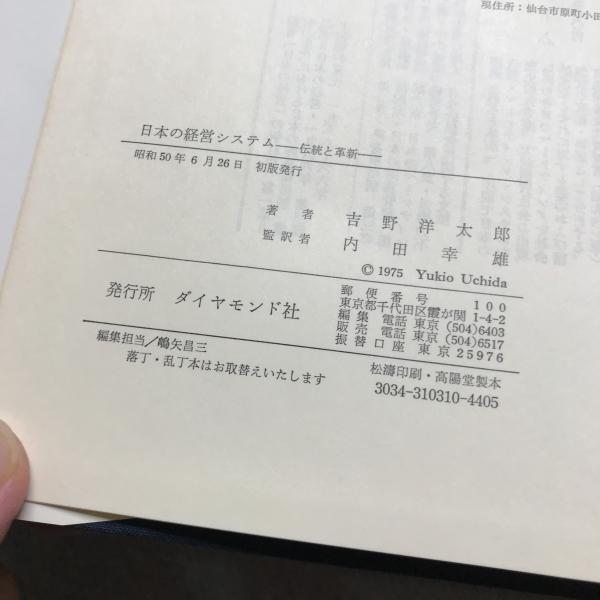 現住所:仙台市原町小田
日本の経営システム——伝統と革新——
昭和50年6月26日 初版発行
著者 吉野洋太郎
監訳者 内田幸雄
© 1975 Yukio Uchida
発行所 ダイヤモンド社
郵便番号 100
東京都千代田区霞が関 1-4-2
編集 電話 東京 (504) 6403
販売 電話 東京 (504) 6517
振替口座 東京 25976
編集担当/鶴矢昌三
落丁・乱丁本はお取替えいたします
松濤印刷・高陽堂製本
3034-310310-4405